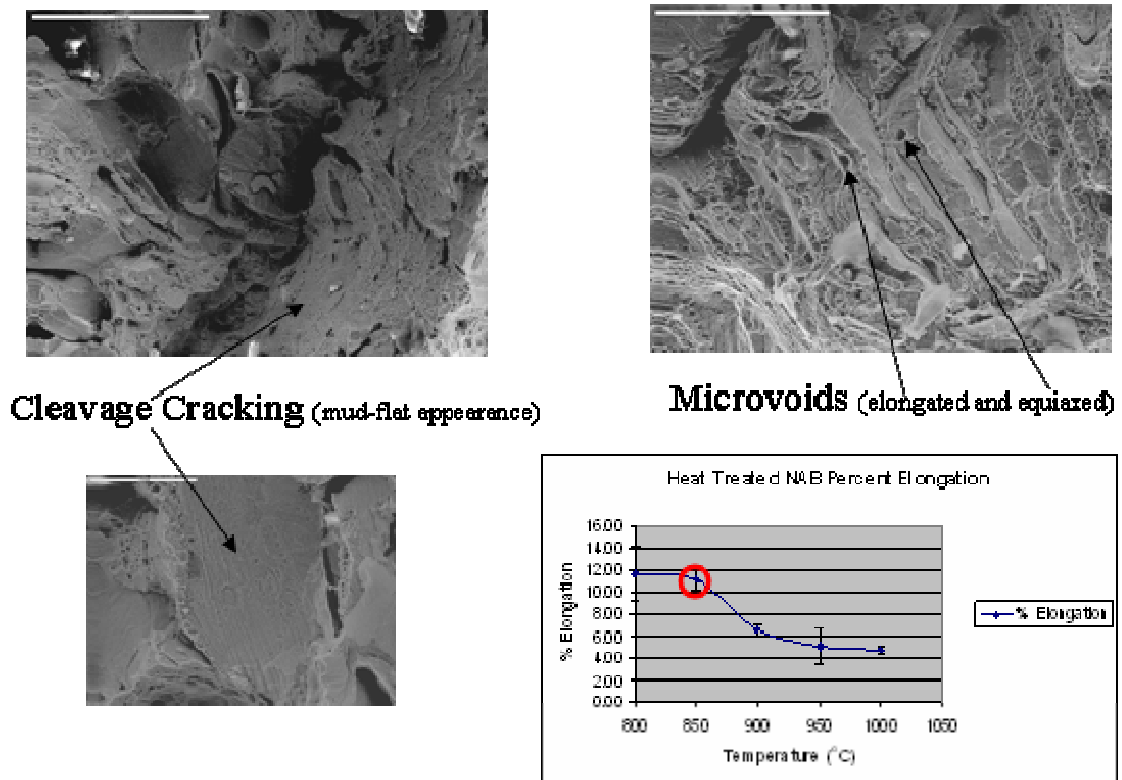 Cleavage Cracking (mud-flat appearance)
Microvoids (elongated and equiaxed)
Heat Treated NAB Percent Elongation
16.00
14.00
12.00
10.00
8.00
6.00
4.00
2.00
0.00
% Elongation
800 850 900 950 1000 1050
Temperature (°C)
% Elongation